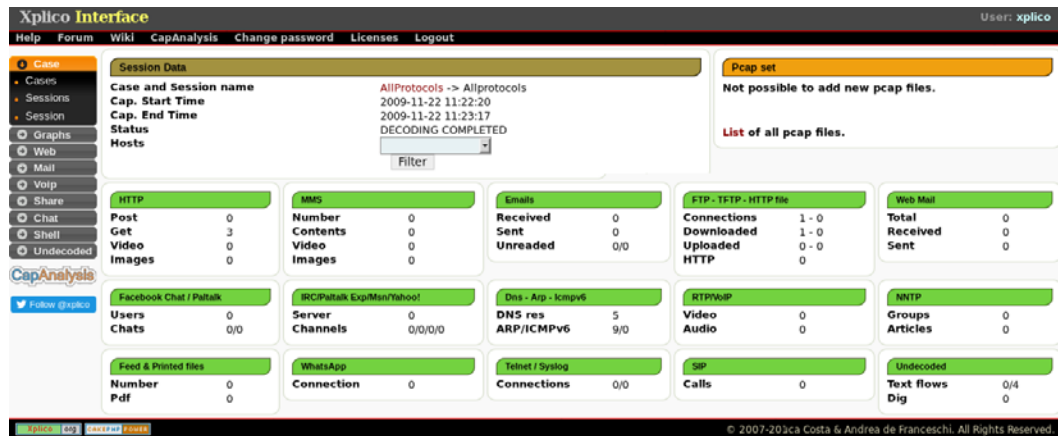 Xplico Interface
User: xplico
Help Forum Wiki CapAnalysis Change password Licenses Logout
Case
Cases
Sessions
Session
Graphs
Web
Mail
Voip
Share
Chat
Shell
Undecoded
CapAnalysis
Follow @xplico
Session Data
Case and Session name AllProtocols -> Allprotocols
Cap. Start Time 2009-11-22 11:22:20
Cap. End Time 2009-11-22 11:23:17
Status DECODING COMPLETED
Hosts
Filter
Pcap set
Not possible to add new pcap files.
List of all pcap files.
HTTP
Post 0
Get 3
Video 0
Images 0
MMS
Number 0
Contents 0
Video 0
Images 0
Emails
Received 0
Sent 0
Unreaded 0/0
FTP - TFTP - HTTP file
Connections 1 - 0
Downloaded 1 - 0
Uploaded 0 - 0
HTTP 0
Web Mail
Total 0
Received 0
Sent 0
Facebook Chat / Paltalk
Users 0
Chats 0/0
IRC/Paltalk Exp/Msn/Yahoo!
Server 0
Channels 0/0/0/0
Dns - Arp - Icmpv6
DNS res 5
ARP/ICMPv6 9/0
RTP/VoIP
Video 0
Audio 0
NNTP
Groups 0
Articles 0
Feed & Printed files
Number 0
Pdf 0
WhatsApp
Connection 0
Telnet / Syslog
Connections 0/0
SIP
Calls 0
Undecoded
Text flows 0/4
Dig 0
Xplico .org CAKEPHP POWER
© Costa & Andrea de Franceschi. All Rights Reserved.